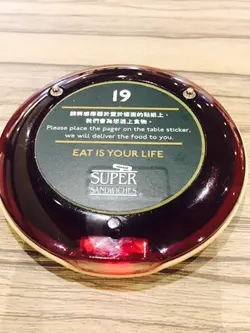 19
請將感應器於置於檯面的貼紙上，
我們會為您送上食物。
Please place the pager on the table sticker,
we will deliver the food to you.
EAT IS YOUR LIFE
SUPER
SANDWICHES